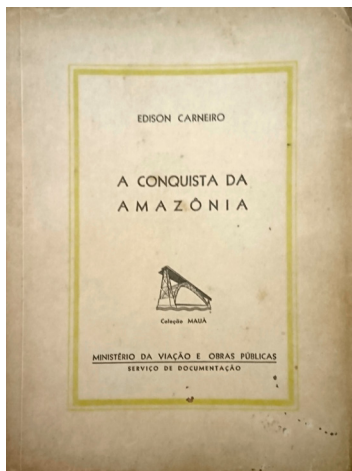 EDISON CARNEIRO
A CONQUISTA DA
AMAZÔNIA
Coleção MAUÁ
MINISTÉRIO DA VIAÇÃO E OBRAS PÚBLICAS
SERVIÇO DE DOCUMENTAÇÃO